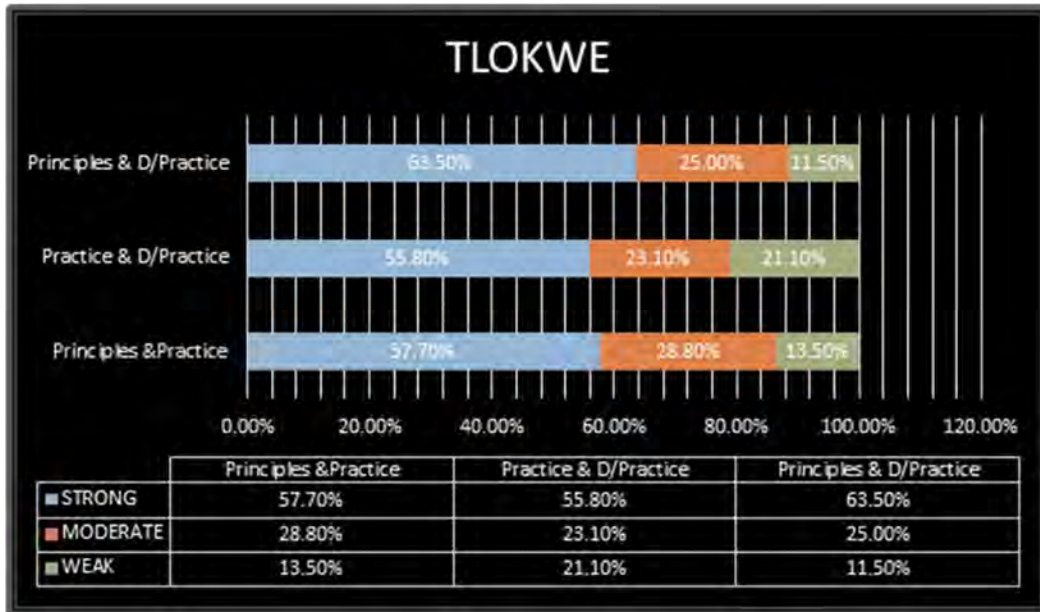 TLOKWE
Principles & D/Practice
63.50% 25.00% 11.50%
Practice & D/Practice
55.80% 23.10% 21.10%
Principles &Practice
57.70% 28.80% 13.50%
0.00% 20.00% 40.00% 60.00% 80.00% 100.00% 120.00%
Principles &Practice Practice & D/Practice Principles & D/Practice
STRONG 57.70% 55.80% 63.50%
MODERATE 28.80% 23.10% 25.00%
WEAK 13.50% 21.10% 11.50%